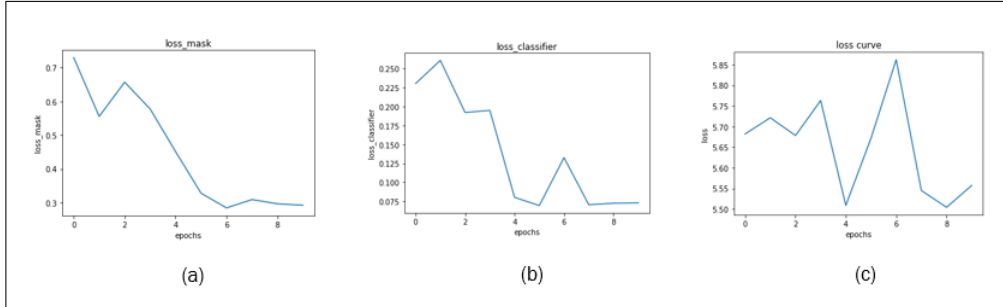 loss_mask
0.7
0.6
0.5
0.4
0.3
loss_mask
0 2 4 6 8
epochs
(a)
loss_classifier
0.250
0.225
0.200
0.175
0.150
0.125
0.100
0.075
loss_classifier
0 2 4 6 8
epochs
(b)
loss curve
5.85
5.80
5.75
5.70
5.65
5.60
5.55
5.50
loss
0 2 4 6 8
epochs
(c)